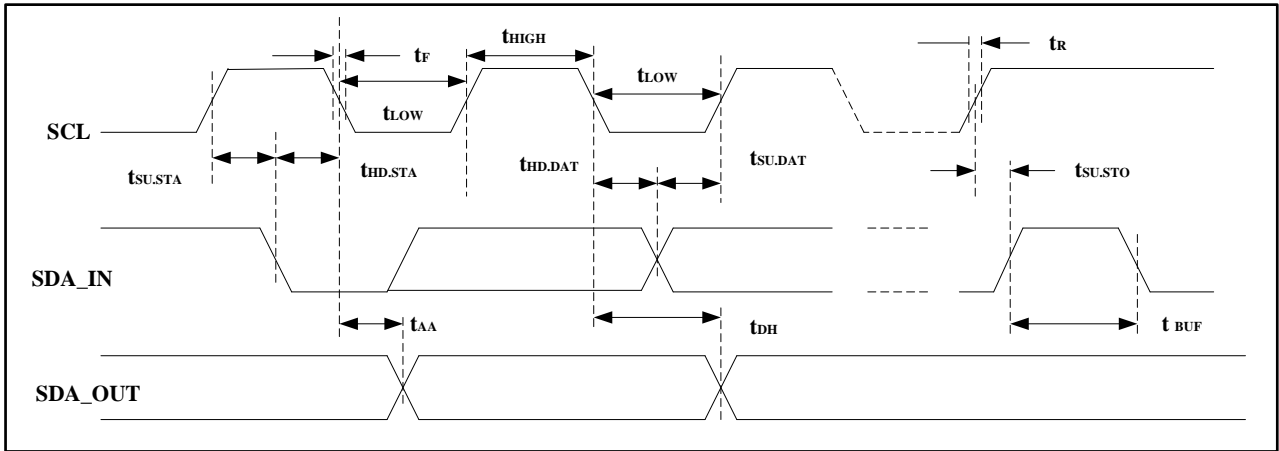 tF
tHIGH
tR
tLOW
tLOW
SCL
tSU.STA
tHD.STA
tHD.DAT
tSU.DAT
tSU.STO
SDA_IN
tAA
tDH
t BUF
SDA_OUT